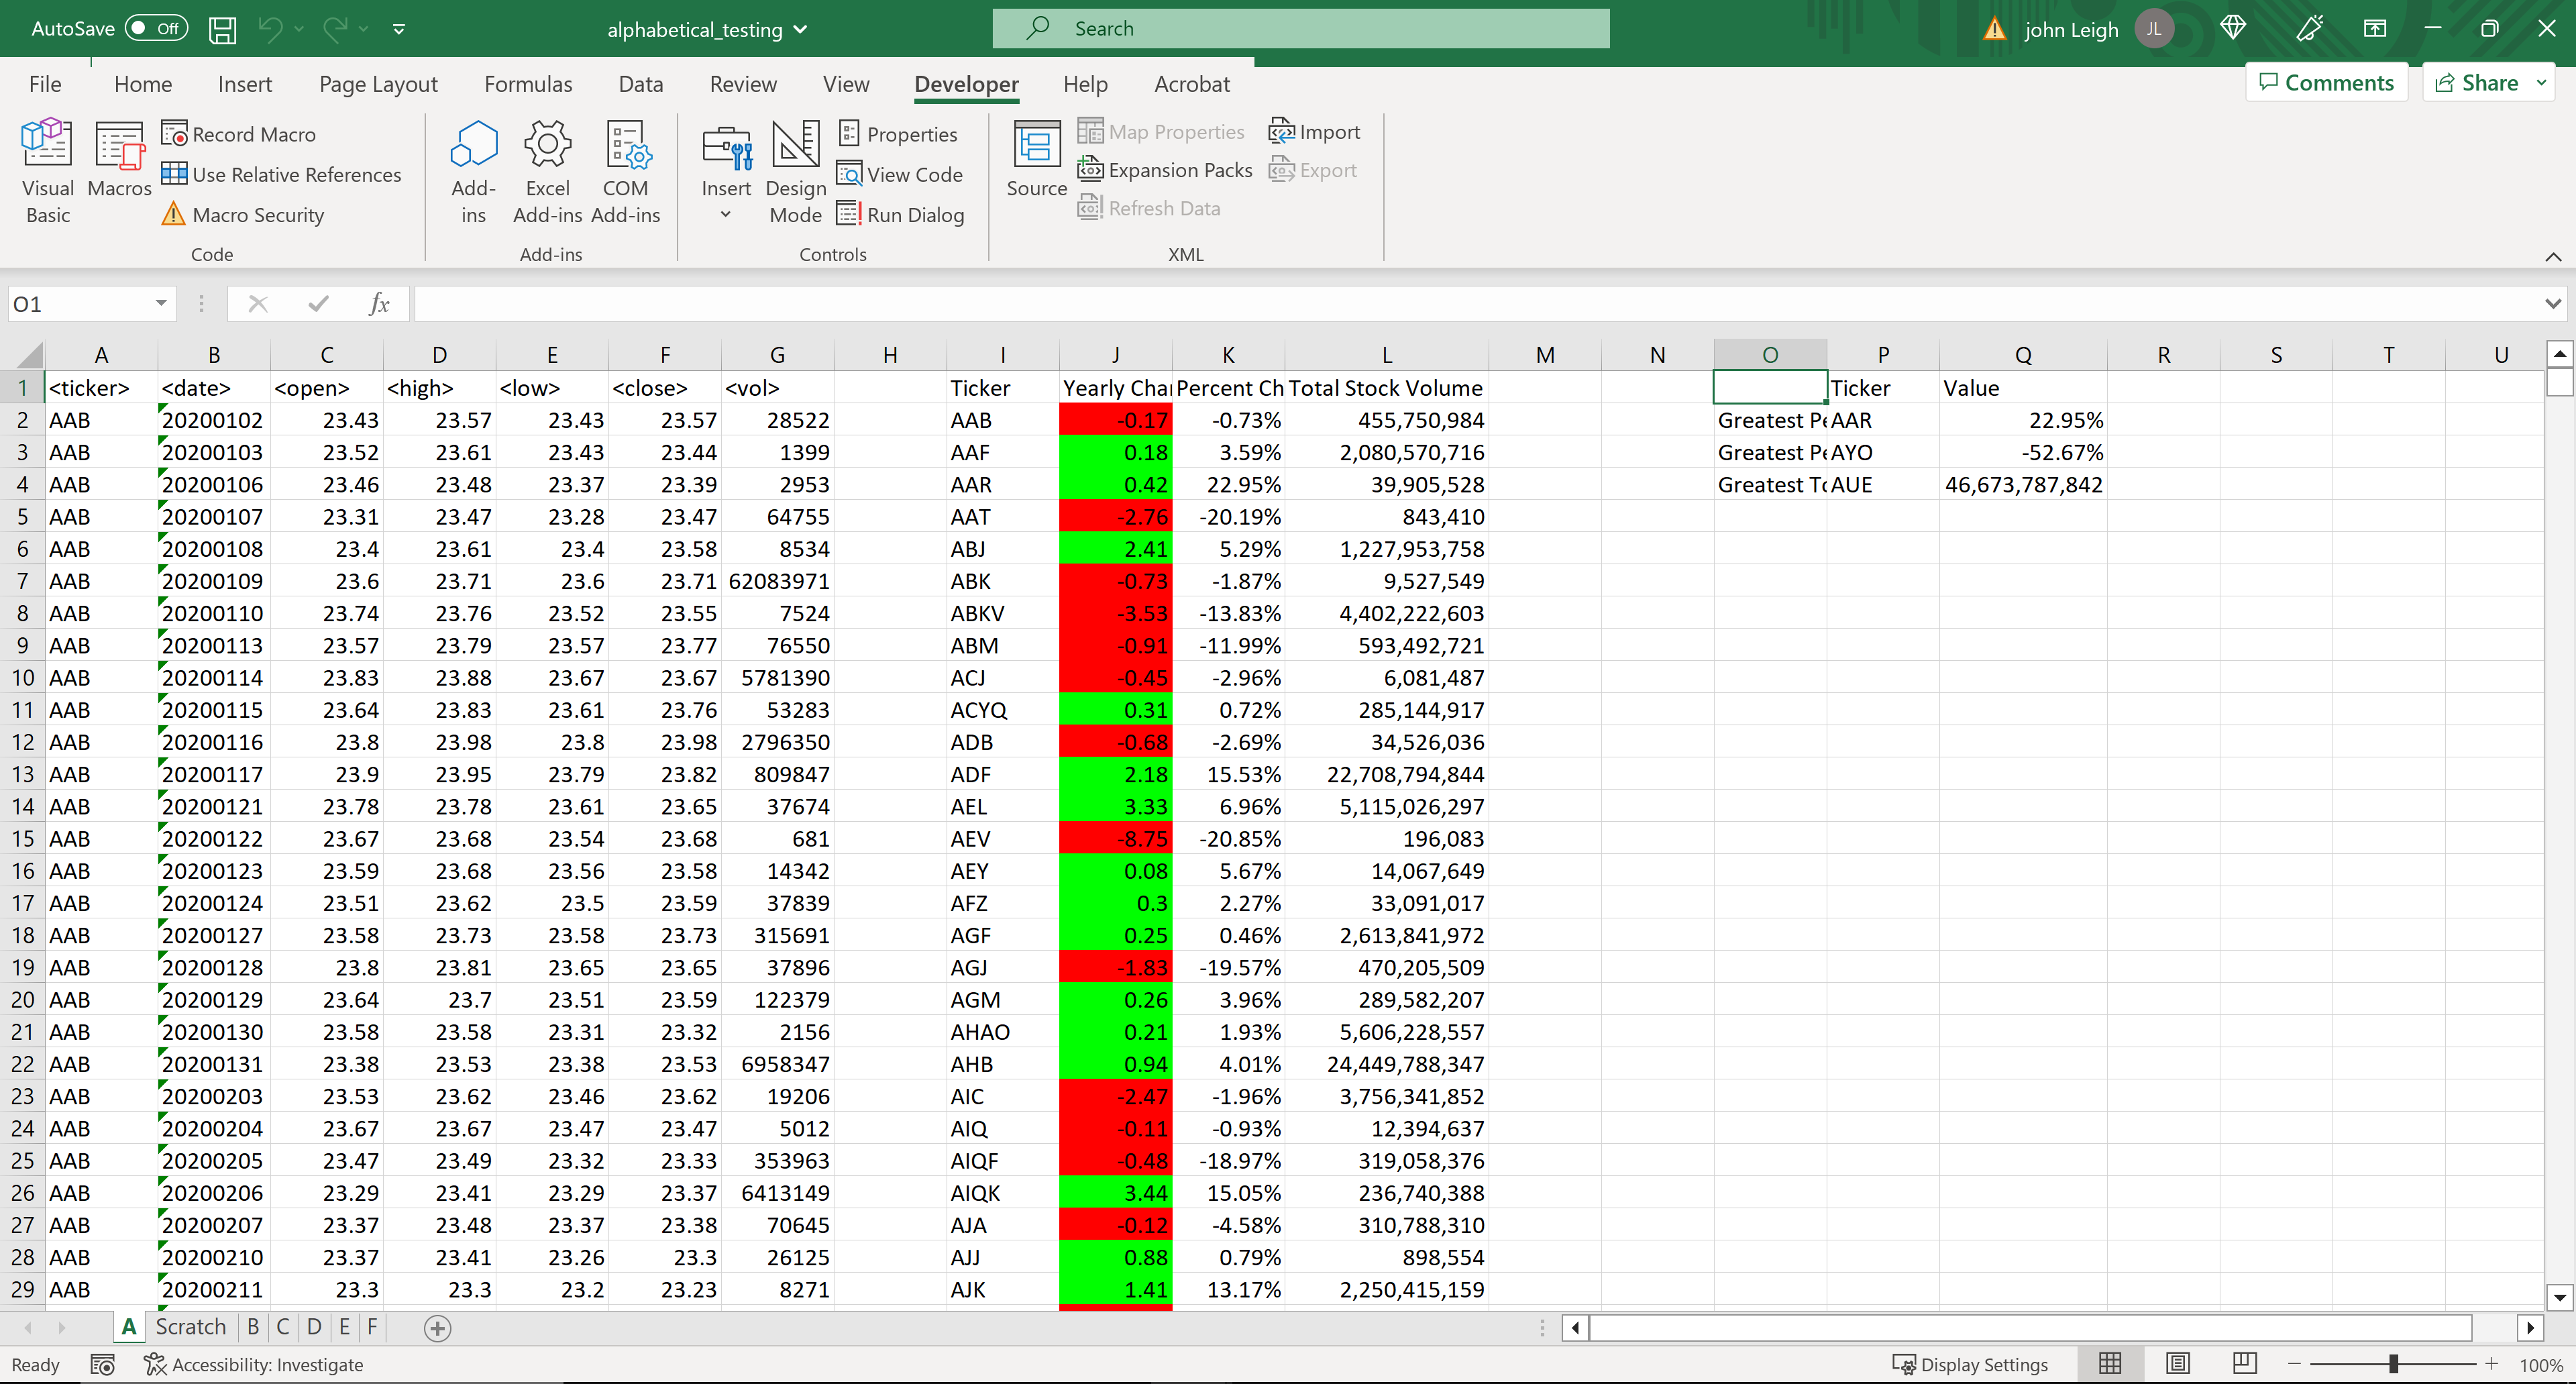 AutoSave Off alphabetical_testing Search john Leigh JL
File Home Insert Page Layout Formulas Data Review View Developer Help Acrobat Comments Share
Visual Basic
Macros
Record Macro
Use Relative References
Macro Security
Code
Add-ins
Excel Add-ins
COM Add-ins
Add-ins
Insert
Design Mode
Properties
View Code
Run Dialog
Controls
Source
Map Properties
Expansion Packs
Refresh Data
Import
Export
XML
O1 fx
A B C D E F G H I J K L M N O P Q R S T U
1 <ticker> <date> <open> <high> <low> <close> <vol> Ticker Yearly Cha Percent Ch Total Stock Volume Ticker Value
2 AAB 20200102 23.43 23.57 23.43 23.57 28522 AAB -0.17 -0.73% 455,750,984 Greatest Pe AAR 22.95%
3 AAB 20200103 23.52 23.61 23.43 23.44 1399 AAF 0.18 3.59% 2,080,570,716 Greatest Pe AYO -52.67%
4 AAB 20200106 23.46 23.48 23.37 23.39 2953 AAR 0.42 22.95% 39,905,528 Greatest To AUE 46,673,787,842
5 AAB 20200107 23.31 23.47 23.28 23.47 64755 AAT -2.76 -20.19% 843,410
6 AAB 20200108 23.4 23.61 23.4 23.58 8534 ABJ 2.41 5.29% 1,227,953,758
7 AAB 20200109 23.6 23.71 23.6 23.71 62083971 ABK -0.73 -1.87% 9,527,549
8 AAB 20200110 23.74 23.76 23.52 23.55 7524 ABKV -3.53 -13.83% 4,402,222,603
9 AAB 20200113 23.57 23.79 23.57 23.77 76550 ABM -0.91 -11.99% 593,492,721
10 AAB 20200114 23.83 23.88 23.67 23.67 5781390 ACJ -0.45 -2.96% 6,081,487
11 AAB 20200115 23.64 23.83 23.61 23.76 53283 ACYQ 0.31 0.72% 285,144,917
12 AAB 20200116 23.8 23.98 23.8 23.98 2796350 ADB -0.68 -2.69% 34,526,036
13 AAB 20200117 23.9 23.95 23.79 23.82 809847 ADF 2.18 15.53% 22,708,794,844
14 AAB 20200121 23.78 23.78 23.61 23.65 37674 AEL 3.33 6.96% 5,115,026,297
15 AAB 20200122 23.67 23.68 23.54 23.68 681 AEV -8.75 -20.85% 196,083
16 AAB 20200123 23.59 23.68 23.56 23.58 14342 AEY 0.08 5.67% 14,067,649
17 AAB 20200124 23.51 23.62 23.5 23.59 37839 AFZ 0.3 2.27% 33,091,017
18 AAB 20200127 23.58 23.73 23.58 23.73 315691 AGF 0.25 0.46% 2,613,841,972
19 AAB 20200128 23.8 23.81 23.65 23.65 37896 AGJ -1.83 -19.57% 470,205,509
20 AAB 20200129 23.64 23.7 23.51 23.59 122379 AGM 0.26 3.96% 289,582,207
21 AAB 20200130 23.58 23.58 23.31 23.32 2156 AHAO 0.21 1.93% 5,606,228,557
22 AAB 20200131 23.38 23.53 23.38 23.53 6958347 AHB 0.94 4.01% 24,449,788,347
23 AAB 20200203 23.53 23.62 23.46 23.62 19206 AIC -2.47 -1.96% 3,756,341,852
24 AAB 20200204 23.67 23.67 23.47 23.47 5012 AIQ -0.11 -0.93% 12,394,637
25 AAB 20200205 23.47 23.49 23.32 23.33 353963 AIQF -0.48 -18.97% 319,058,376
26 AAB 20200206 23.29 23.41 23.29 23.37 6413149 AIQK 3.44 15.05% 236,740,388
27 AAB 20200207 23.37 23.48 23.37 23.38 70645 AJA -0.12 -4.58% 310,788,310
28 AAB 20200210 23.37 23.41 23.26 23.3 26125 AJJ 0.88 0.79% 898,554
29 AAB 20200211 23.3 23.3 23.2 23.23 8271 AJK 1.41 13.17% 2,250,415,159
A Scratch B C D E F
Ready Accessibility: Investigate Display Settings 100%